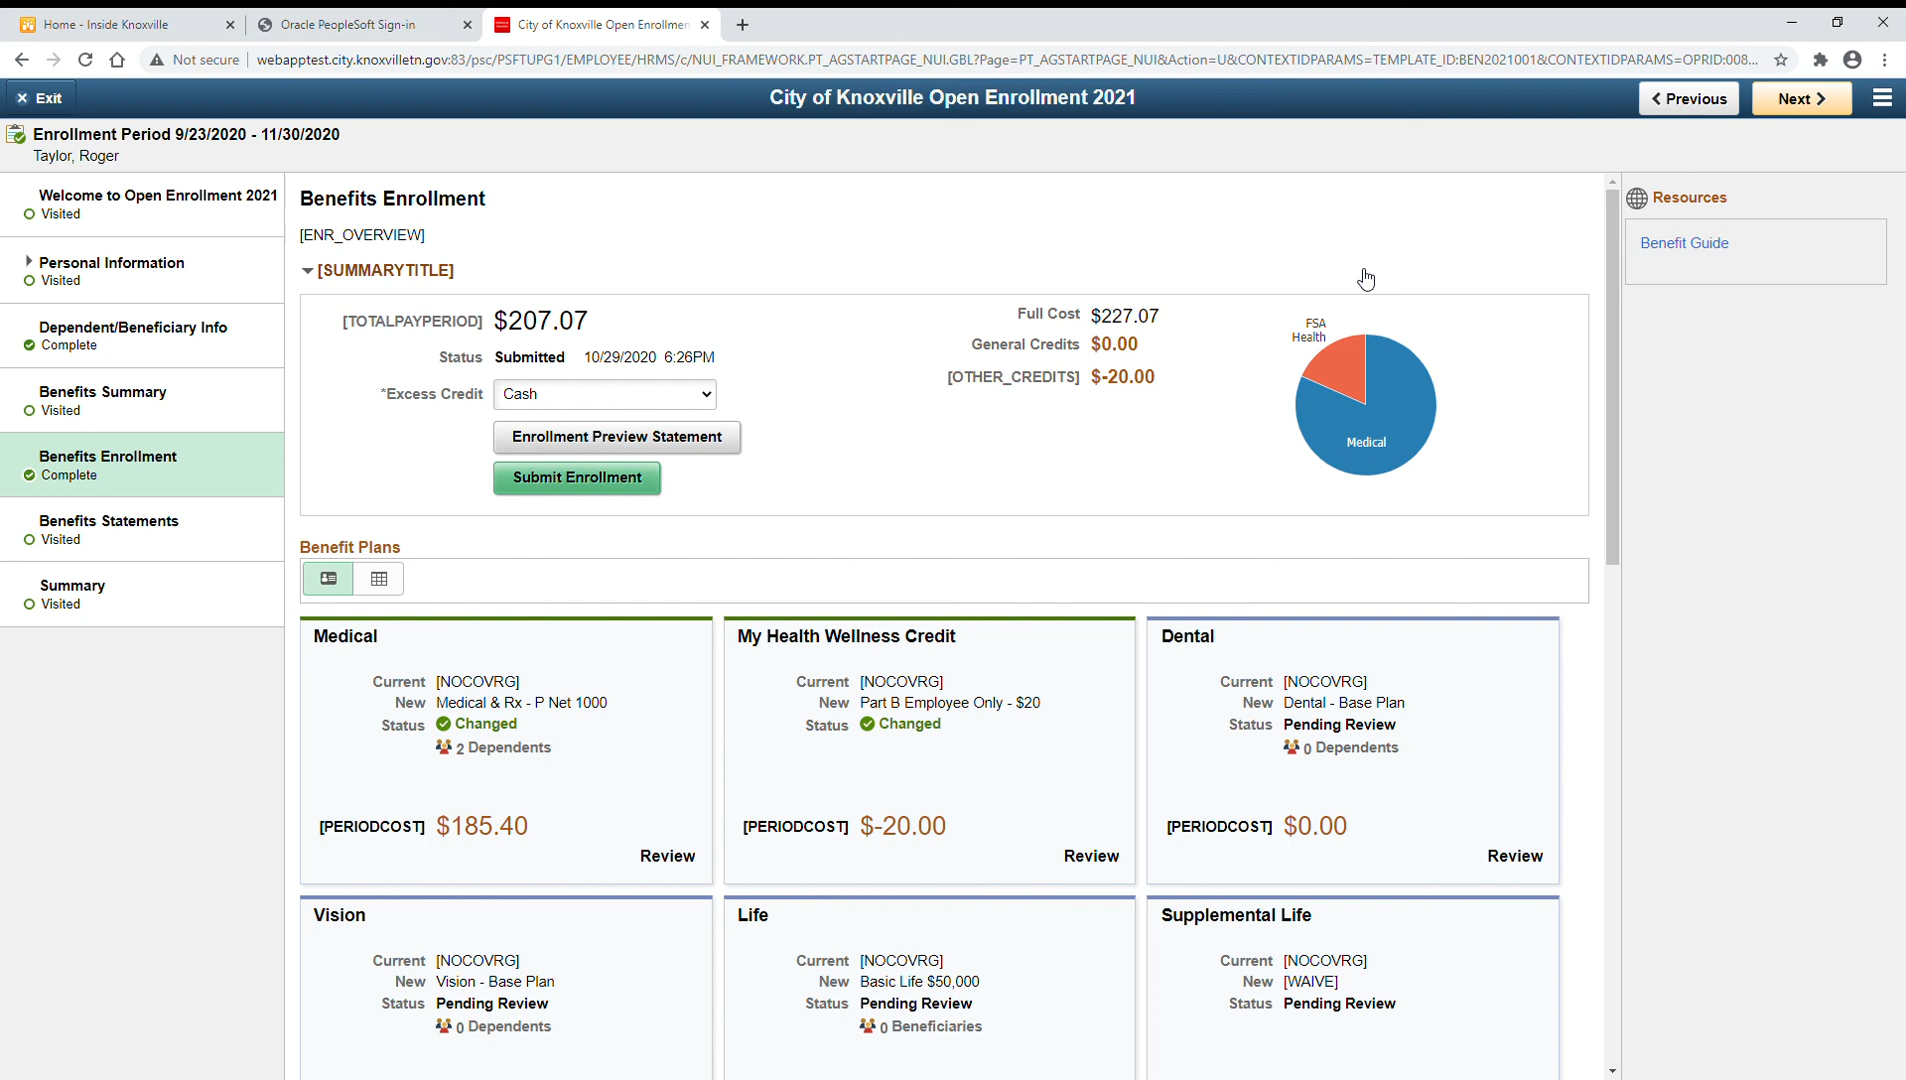 Home - Inside Knoxville
Oracle PeopleSoft Sign-in
City of Knoxville Open Enrollmen
Not secure
webapptest.city.knoxvilletn.gov:83/psc/PSFTUPG1/EMPLOYEE/HRMS/c/NUI_FRAMEWORK.PT_AGSTARTPAGE_NUI.GBL?Page=PT_AGSTARTPAGE_NUI&Action=U&CONTEXTIDPARAMS=TEMPLATE_ID:BEN2021001&CONTEXTIDPARAMS=OPRID:008...
Exit
City of Knoxville Open Enrollment 2021
Previous
Next
Enrollment Period 9/23/2020 - 11/30/2020
Taylor, Roger
Welcome to Open Enrollment 2021
Visited
Personal Information
Visited
Dependent/Beneficiary Info
Complete
Benefits Summary
Visited
Benefits Enrollment
Complete
Benefits Statements
Visited
Summary
Visited
Benefits Enrollment
[ENR_OVERVIEW]
[SUMMARYTITLE]
[TOTALPAYPERIOD] $207.07
Status Submitted 10/29/2020 6:26PM
*Excess Credit Cash
Enrollment Preview Statement
Submit Enrollment
Full Cost $227.07
General Credits $0.00
[OTHER_CREDITS] $-20.00
FSA
Health
Medical
Resources
Benefit Guide
Benefit Plans
Medical
Current [NOCOVRG]
New Medical & Rx - P Net 1000
Status Changed
2 Dependents
[PERIODCOST] $185.40
Review
My Health Wellness Credit
Current [NOCOVRG]
New Part B Employee Only - $20
Status Changed
[PERIODCOST] $-20.00
Review
Dental
Current [NOCOVRG]
New Dental - Base Plan
Status Pending Review
0 Dependents
[PERIODCOST] $0.00
Review
Vision
Current [NOCOVRG]
New Vision - Base Plan
Status Pending Review
0 Dependents
Life
Current [NOCOVRG]
New Basic Life $50,000
Status Pending Review
0 Beneficiaries
Supplemental Life
Current [NOCOVRG]
New [WAIVE]
Status Pending Review